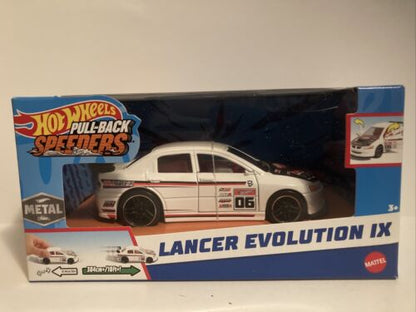 HOT WHEELS
PULL-BACK
SPEEDERS
METAL
06
3+
LANCER EVOLUTION IX
MATTEL